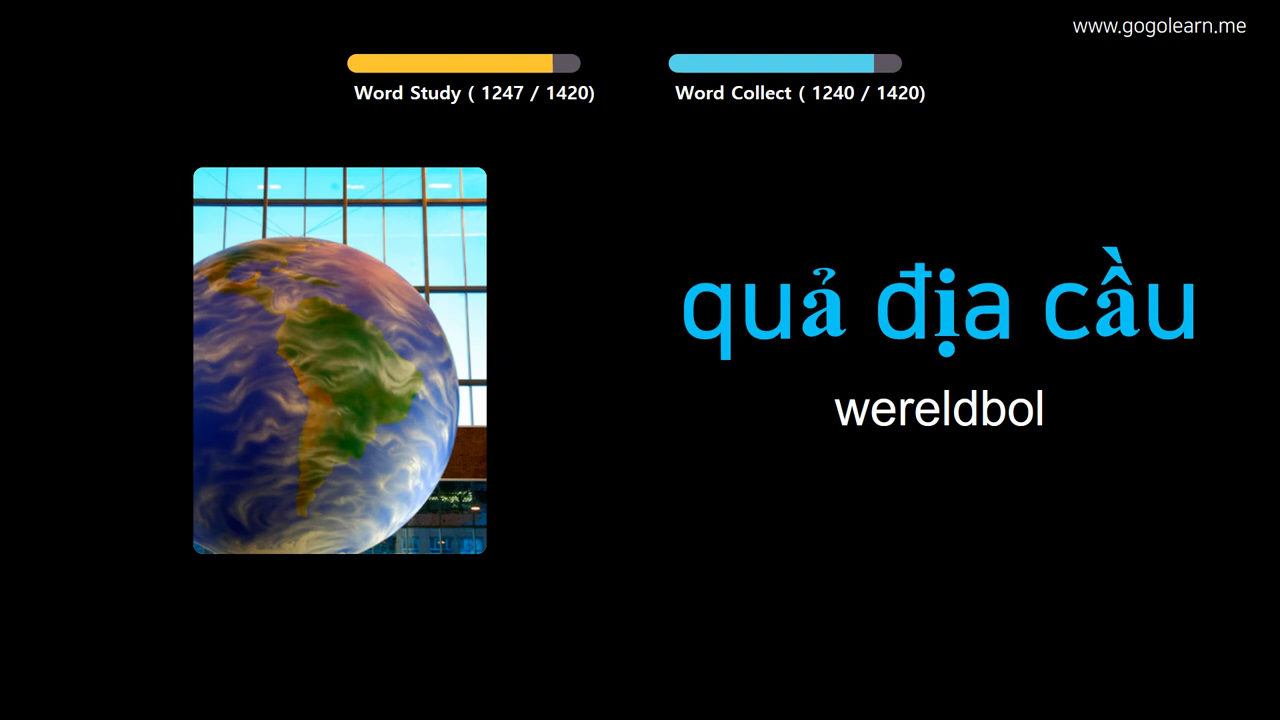 www.gogolearn.me
Word Study ( 1247 / 1420)
Word Collect ( 1240 / 1420)
quả địa cầu
wereldbol